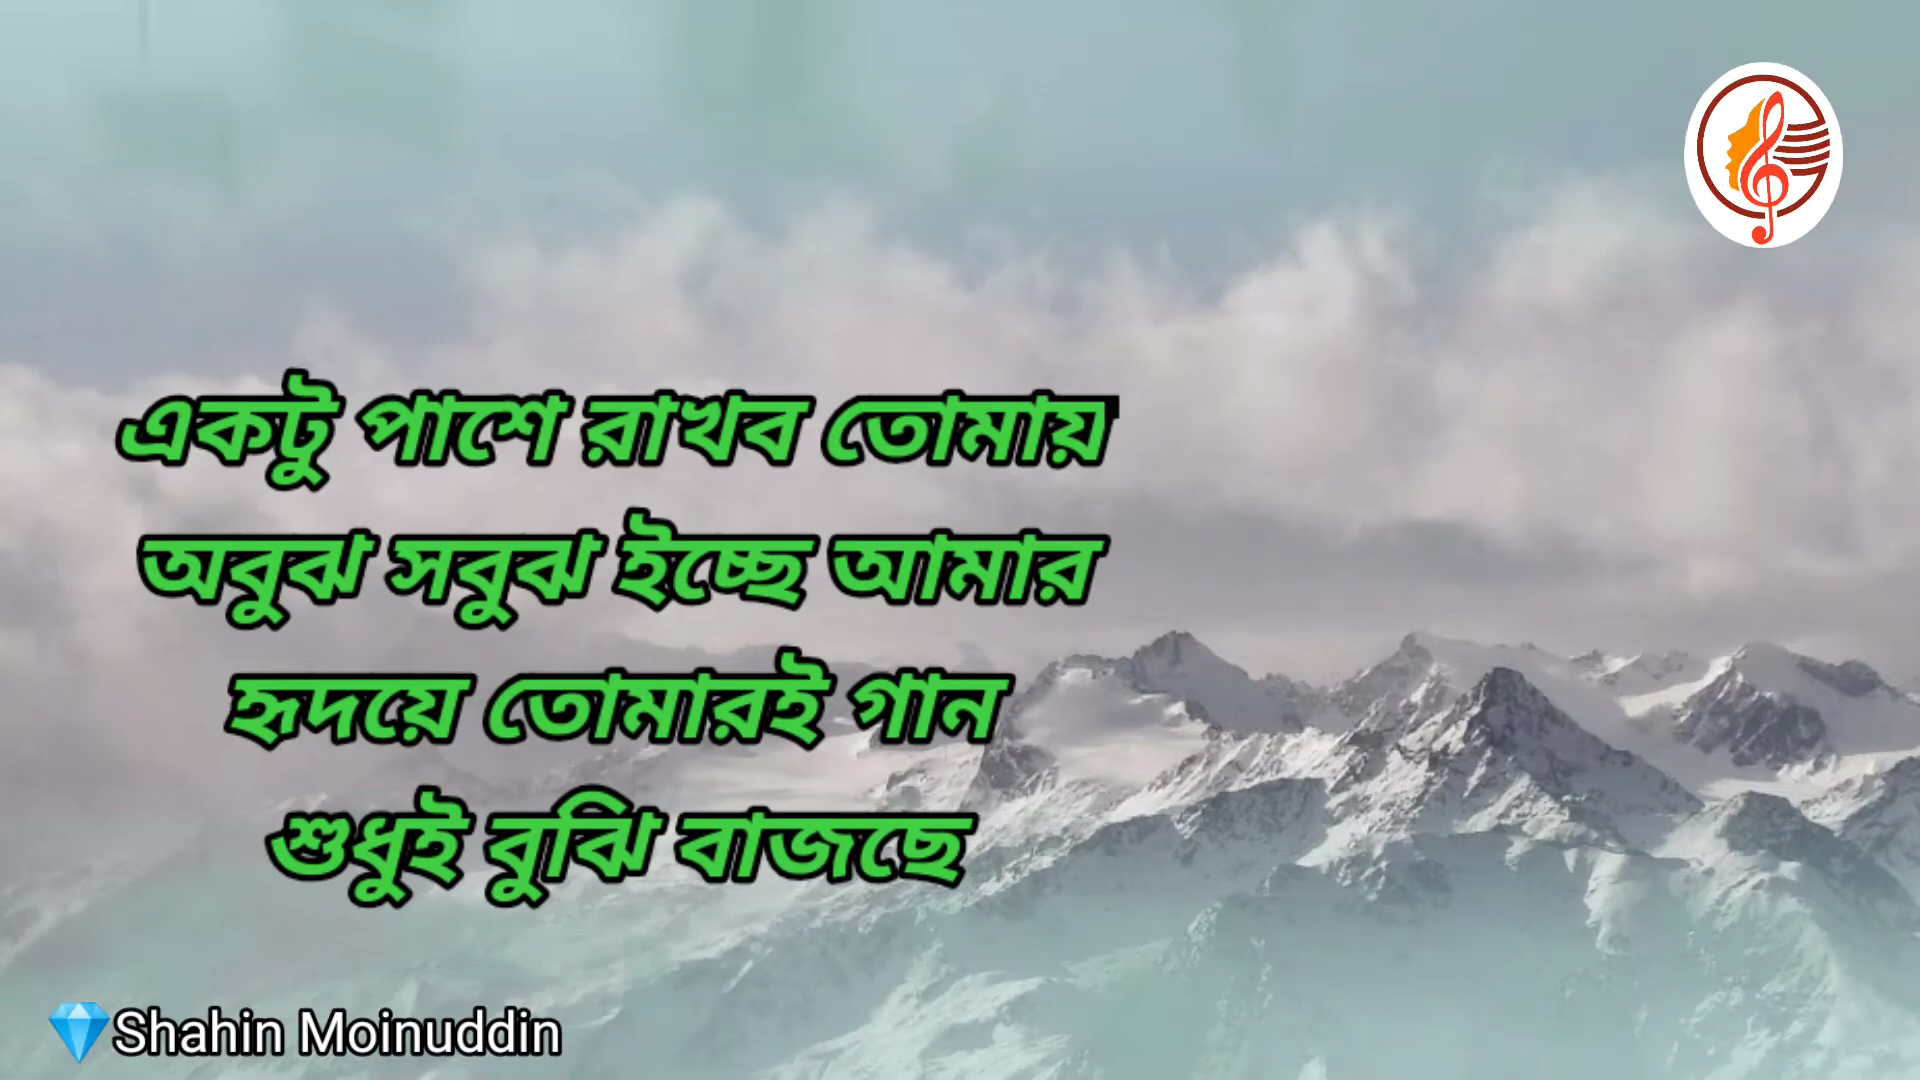 একটু পাশে রাখব তোমায়
অবুঝ সবুঝ ইচ্ছে আমার
হৃদয়ে তোমারই গান
শুধুই বুঝি বাজছে
💎Shahin Moinuddin